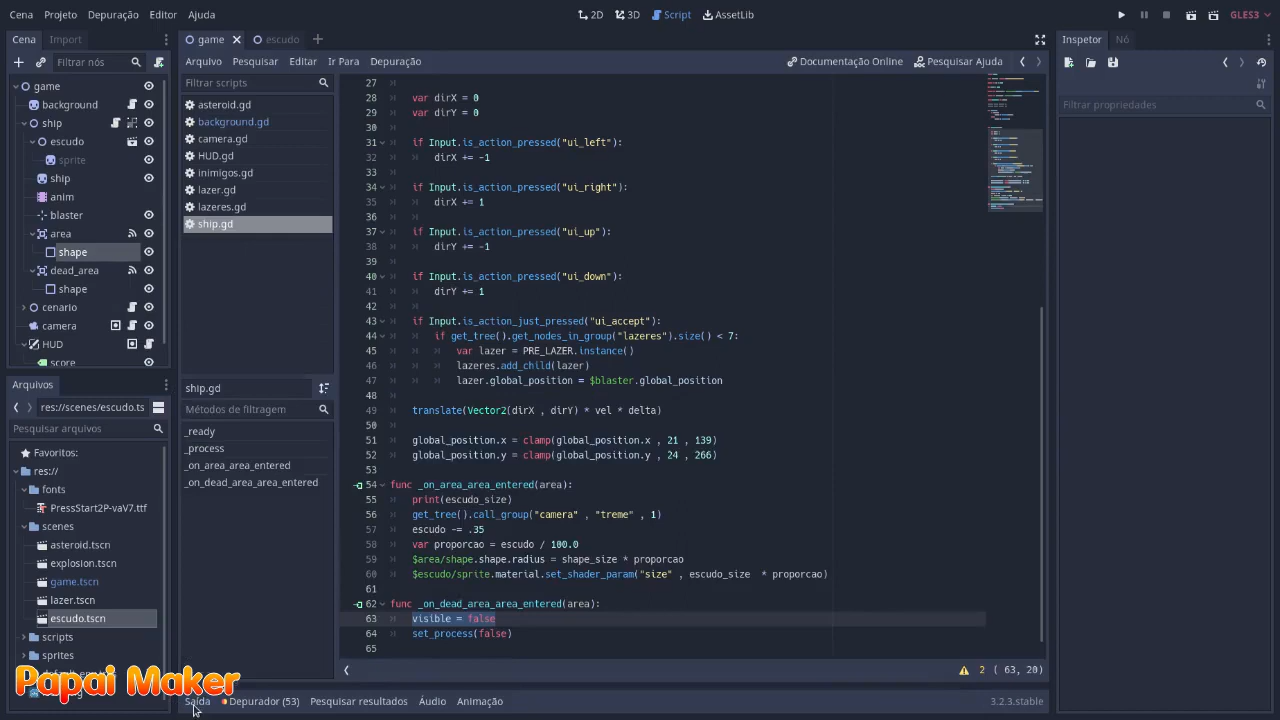 Cena Projeto Depuração Editor Ajuda
2D 3D Script AssetLib
GLES3
Cena Import
Filtrar nós
game
background
ship
escudo
sprite
ship
anim
blaster
area
shape
dead_area
shape
cenario
camera
HUD
score
Arquivos
res://scenes/escudo.ts
Pesquisar arquivos
Favoritos:
res://
fonts
PressStart2P-vaV7.ttf
scenes
asteroid.tscn
explosion.tscn
game.tscn
lazer.tscn
escudo.tscn
scripts
sprites
Papai Maker
game escudo
Arquivo Pesquisar Editar Ir Para Depuração
Documentação Online Pesquisar Ajuda
Filtrar scripts
asteroid.gd
background.gd
camera.gd
HUD.gd
inimigos.gd
lazer.gd
lazeres.gd
ship.gd
ship.gd
Métodos de filtragem
_ready
_process
_on_area_area_entered
_on_dead_area_area_entered
27
28 var dirX = 0
29 var dirY = 0
30
31 if Input.is_action_pressed("ui_left"):
32 dirX += -1
33
34 if Input.is_action_pressed("ui_right"):
35 dirX += 1
36
37 if Input.is_action_pressed("ui_up"):
38 dirY += -1
39
40 if Input.is_action_pressed("ui_down"):
41 dirY += 1
42
43 if Input.is_action_just_pressed("ui_accept"):
44 if get_tree().get_nodes_in_group("lazeres").size() < 7:
45 var lazer = PRE_LAZER.instance()
46 lazeres.add_child(lazer)
47 lazer.global_position = $blaster.global_position
48
49 translate(Vector2(dirX , dirY) * vel * delta)
50
51 global_position.x = clamp(global_position.x , 21 , 139)
52 global_position.y = clamp(global_position.y , 24 , 266)
53
54 func _on_area_area_entered(area):
55 print(escudo_size)
56 get_tree().call_group("camera" , "treme" , 1)
57 escudo -= .35
58 var proporcao = escudo / 100.0
59 $area/shape.shape.radius = shape_size * proporcao
60 $escudo/sprite.material.set_shader_param("size" , escudo_size * proporcao)
61
62 func _on_dead_area_area_entered(area):
63 visible = false
64 set_process(false)
65
2 ( 63, 20)
Saída Depurador (53) Pesquisar resultados Áudio Animação
3.2.3.stable
Inspetor Nó
Filtrar propriedades